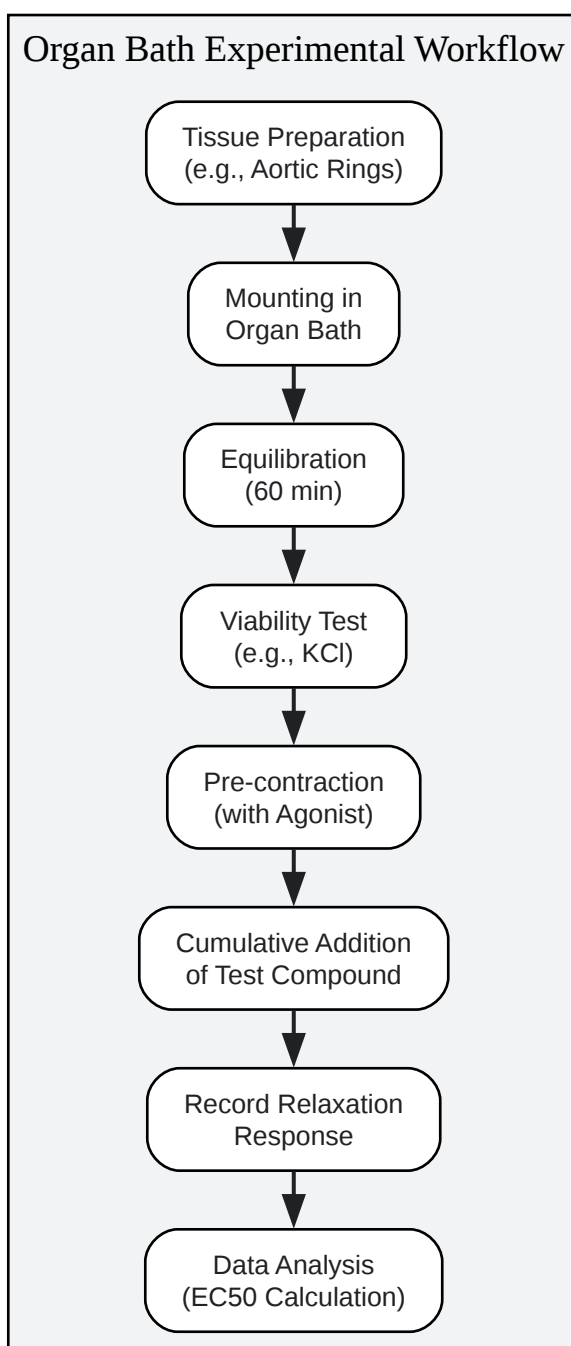 Organ Bath Experimental Workflow
Tissue Preparation
(e.g., Aortic Rings)
Mounting in
Organ Bath
Equilibration
(60 min)
Viability Test
(e.g., KCl)
Pre-contraction
(with Agonist)
Cumulative Addition
of Test Compound
Record Relaxation
Response
Data Analysis
(EC50 Calculation)